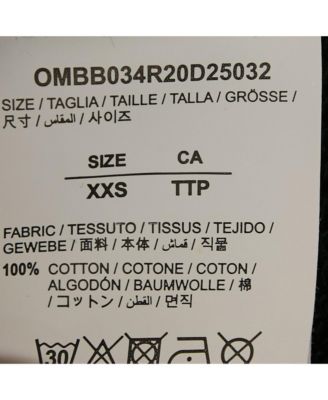 OMBB034R20D25032
SIZE / TAGLIA / TAILLE / TALLA / GRÖSSE /
尺寸 / المقاس / 사이즈
SIZE CA
XXS TTP
FABRIC / TESSUTO / TISSUS / TEJIDO /
GEWEBE / 面料 / 本体 / قماش / 직물
100% COTTON / COTONE / COTON /
ALGODÓN / BAUMWOLLE / 棉
/ コットン / القطن / 면직
30